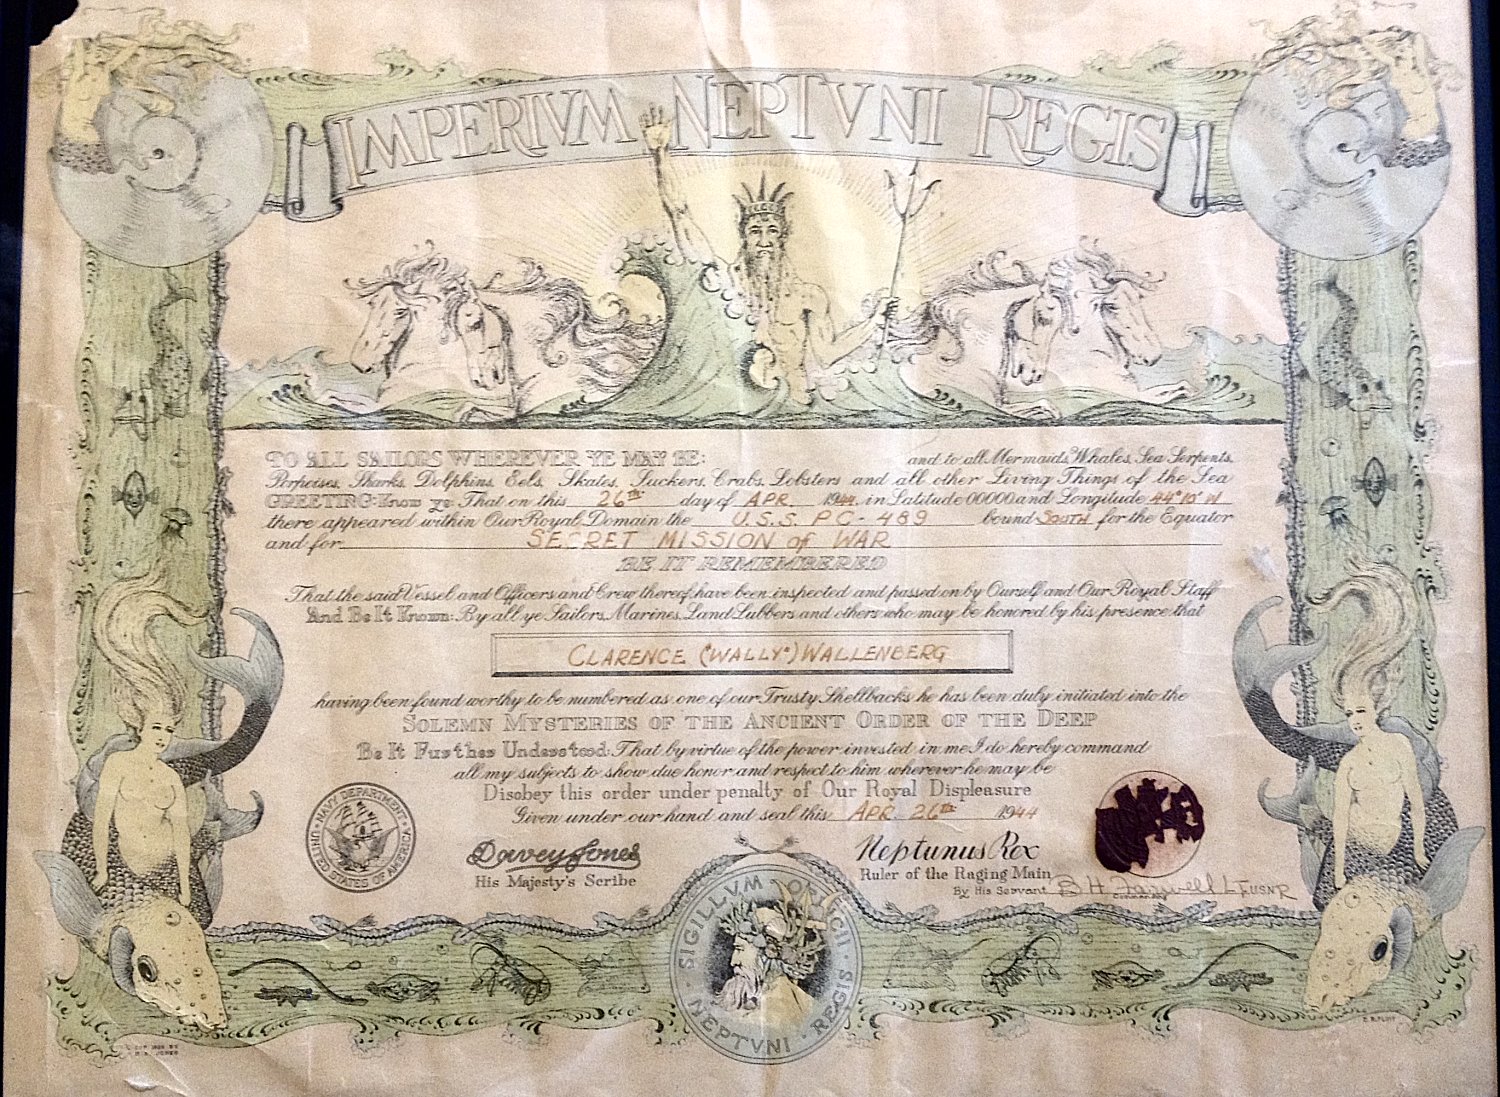 IMPERIVM NEPTVNI REGIS
TO ALL SAILORS WHEREVER YE MAY BE: and to all Mermaids, Whales, Sea Serpents,
Porpoises, Sharks, Dolphins, Eels, Skates, Suckers, Crabs, Lobsters and all other Living Things of the Sea
GREETING: Know ye: That on this 26th day of APR 1944 in Latitude 00000 and Longitude 44°10' W
there appeared within Our Royal Domain the U.S.S. PC-489 bound SOUTH for the Equator
and for SECRET MISSION of WAR
BE IT REMEMBERED
That the said Vessel and Officers and Crew thereof have been inspected and passed on by Ourself and Our Royal Staff
And Be It Known: By all ye Sailors, Marines, Land Lubbers and others who may be honored by his presence that
CLARENCE ("WALLY") WALLENBERG
having been found worthy to be numbered as one of our Trusty Shellbacks he has been duly initiated into the
SOLEMN MYSTERIES OF THE ANCIENT ORDER OF THE DEEP
Be It Further Understood: That by virtue of the power invested in me I do hereby command
all my subjects to show due honor and respect to him wherever he may be
Disobey this order under penalty of Our Royal Displeasure
Given under our hand and seal this APR. 26th 1944
NAVY DEPARTMENT
UNITED STATES OF AMERICA
Davey Jones
His Majesty's Scribe
Neptunus Rex
Ruler of the Raging Main
By His Servant B H Farwell Lt USNR
Commanding
SIGILLVM OFFICII REGIS NEPTVNI